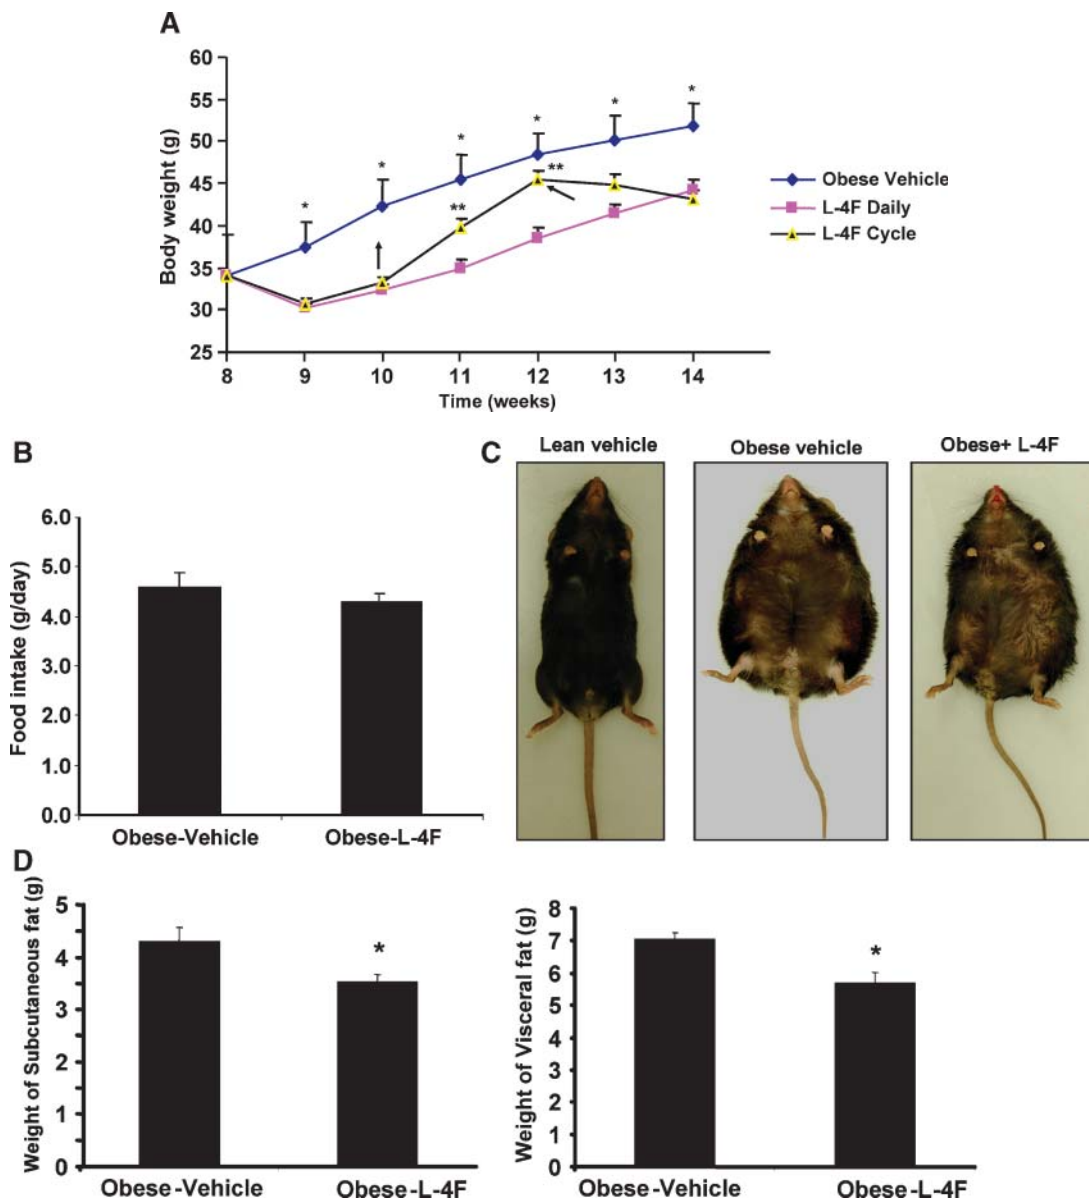 A
60
55
50
45
40
35
30
25
Body weight (g)
* * * * * *
** **
8 9 10 11 12 13 14
Time (weeks)
Obese Vehicle
L-4F Daily
L-4F Cycle
B
6.0
5.0
4.0
3.0
2.0
1.0
0.0
Food intake (g/day)
Obese-Vehicle Obese-L-4F
C
Lean vehicle Obese vehicle Obese+ L-4F
D
5
4
3
2
1
0
Weight of Subcutaneous fat (g)
*
Obese-Vehicle Obese-L-4F
8
7
6
5
4
3
2
1
0
Weight of Visceral fat (g)
*
Obese-Vehicle Obese-L-4F